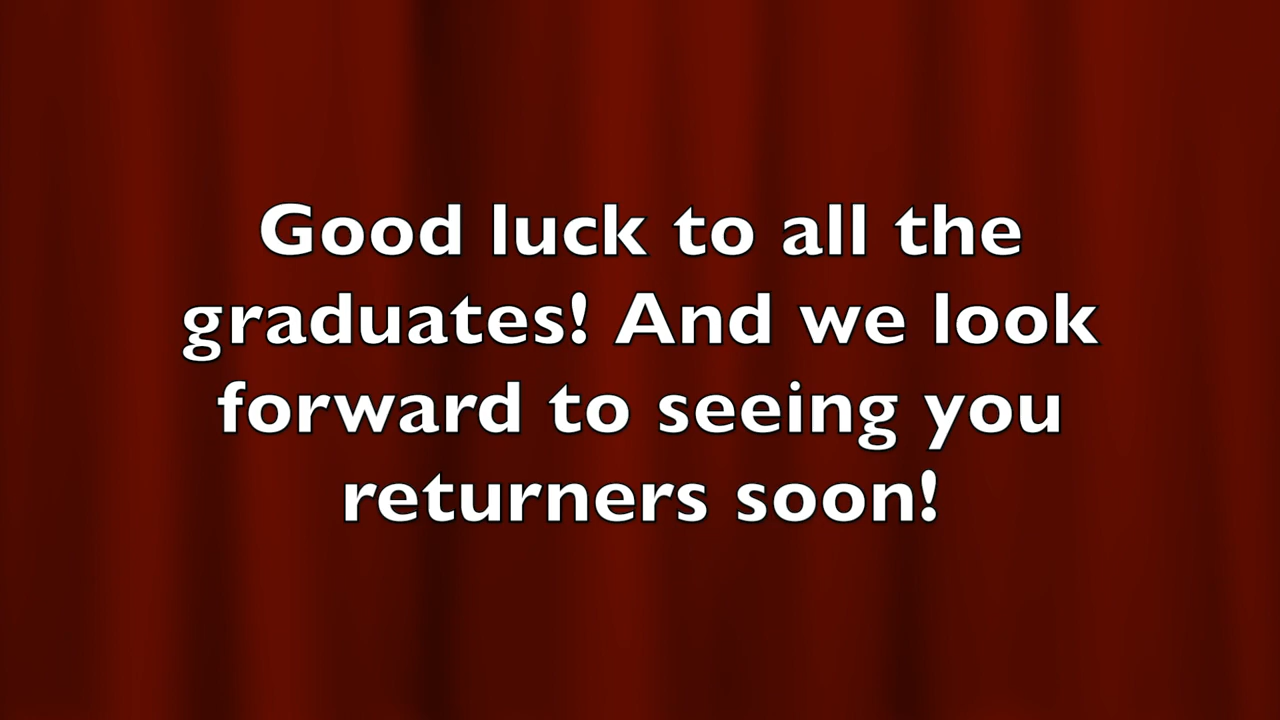 Good luck to all the
graduates! And we look
forward to seeing you
returners soon!